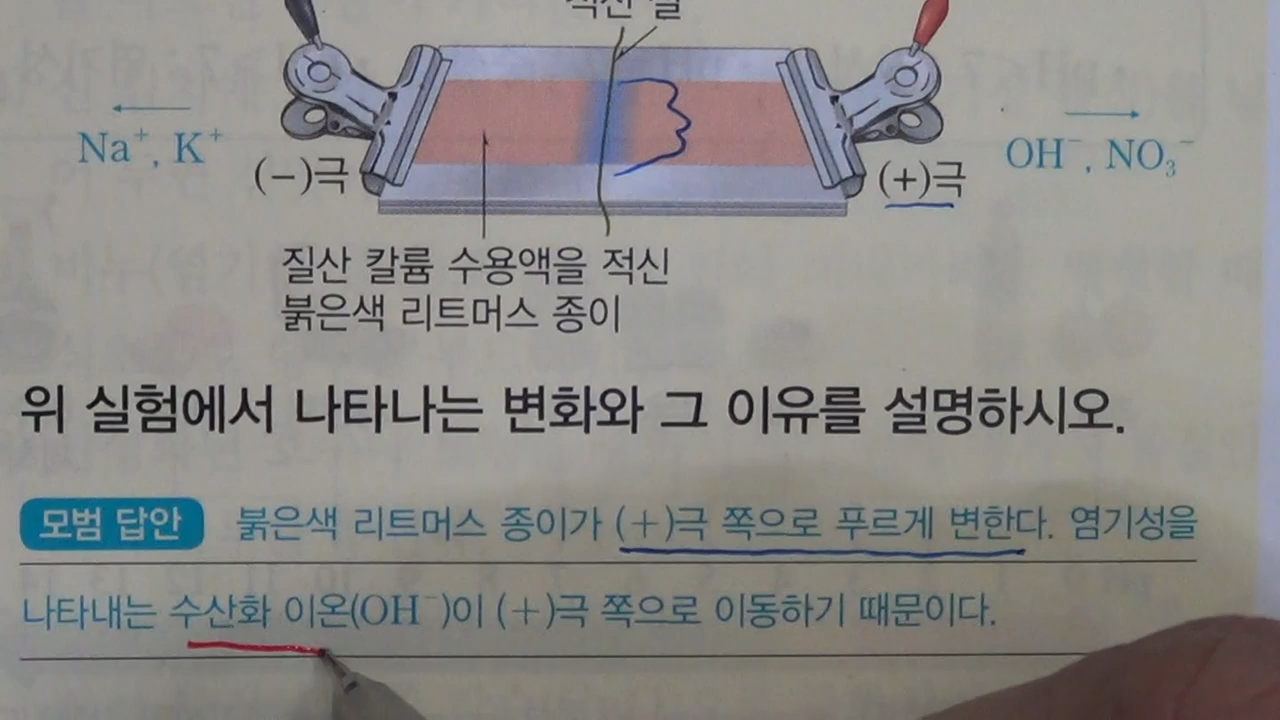 Na⁺, K⁺
(−)극
(+)극
OH⁻, NO₃⁻
질산 칼륨 수용액을 적신
붉은색 리트머스 종이
위 실험에서 나타나는 변화와 그 이유를 설명하시오.
모범 답안 붉은색 리트머스 종이가 (+)극 쪽으로 푸르게 변한다. 염기성을
나타내는 수산화 이온(OH⁻)이 (+)극 쪽으로 이동하기 때문이다.